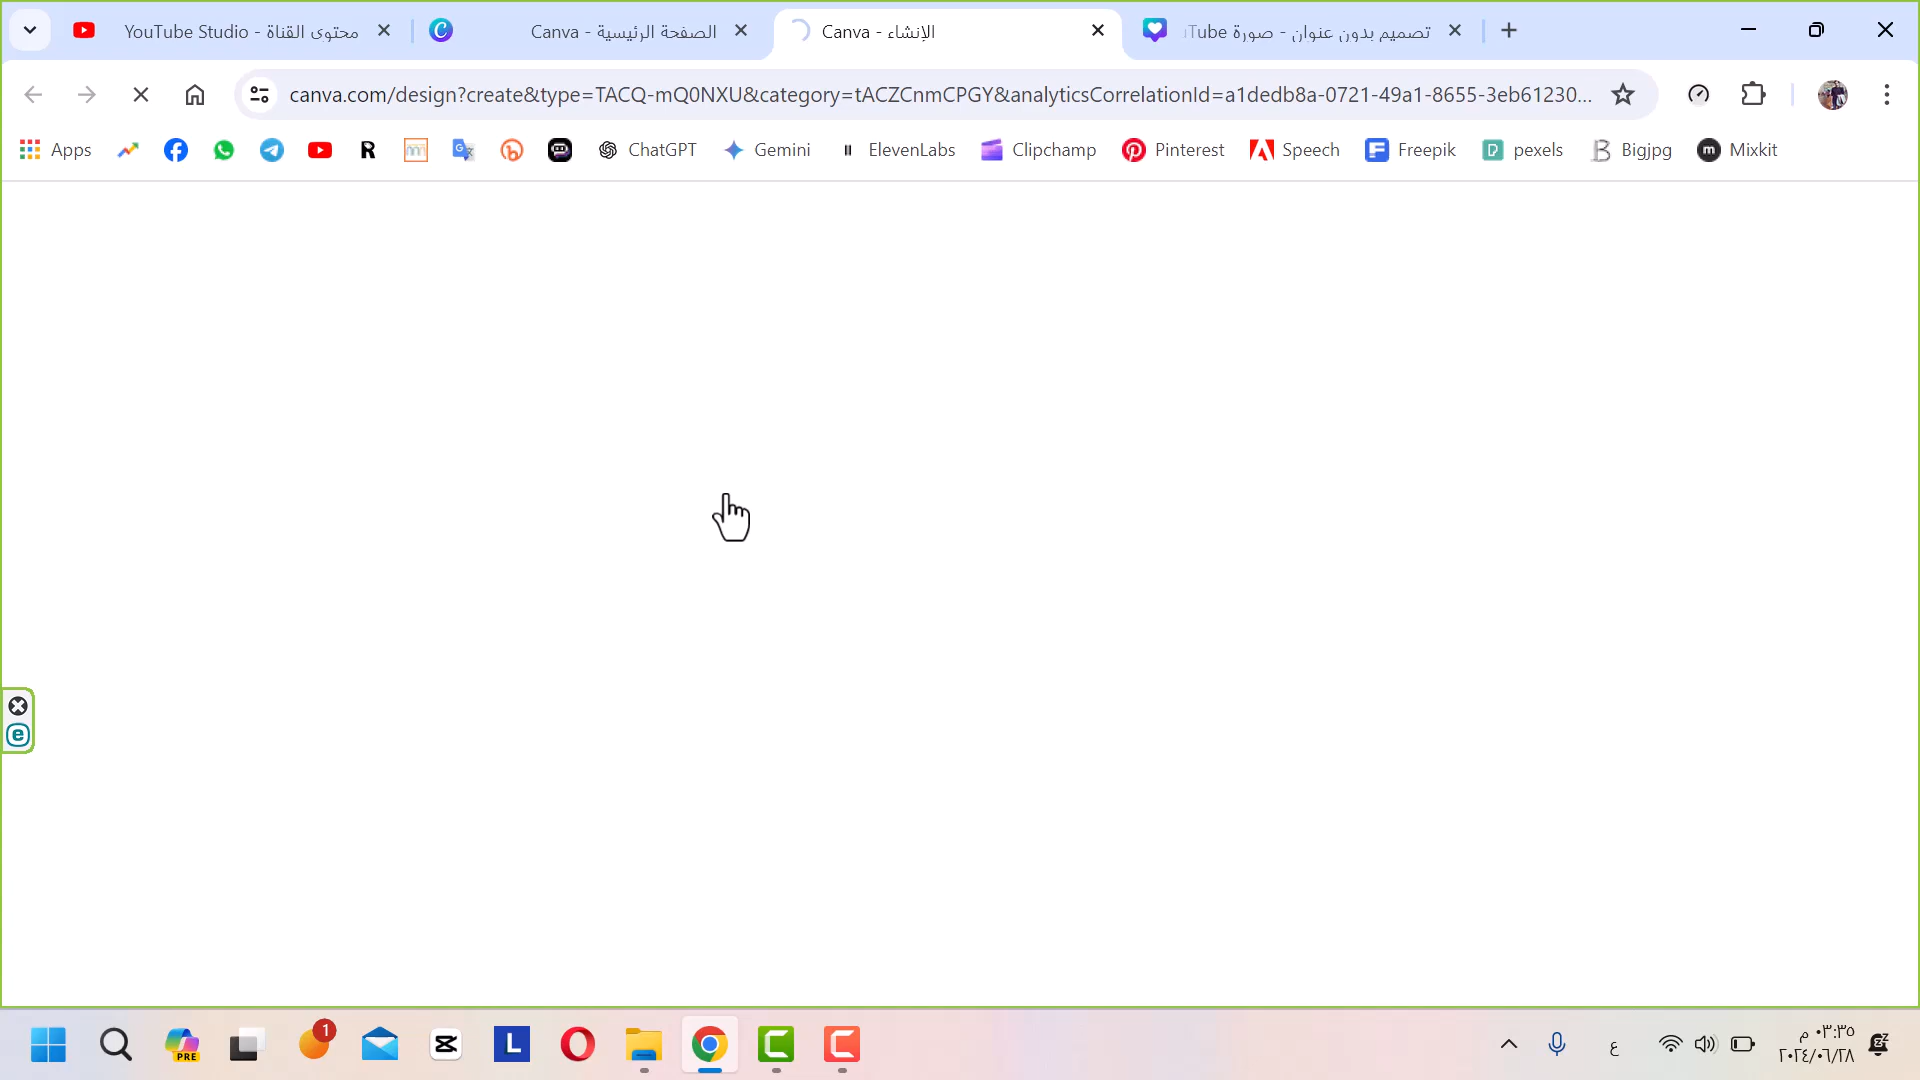 YouTube Studio - محتوى القناة
Canva - الصفحة الرئيسية
Canva - الإنشاء
تصميم بدون عنوان - صورة Tube
canva.com/design?create&type=TACQ-mQ0NXU&category=tACZCnmCPGY&analyticsCorrelationId=a1dedb8a-0721-49a1-8655-3eb61230...
Apps
ChatGPT
Gemini
ElevenLabs
Clipchamp
Pinterest
Speech
Freepik
pexels
Bigjpg
Mixkit
PRE
1
L
ع
٠٣:٣٥ م
٢٠٢٤/٠٦/٢٨